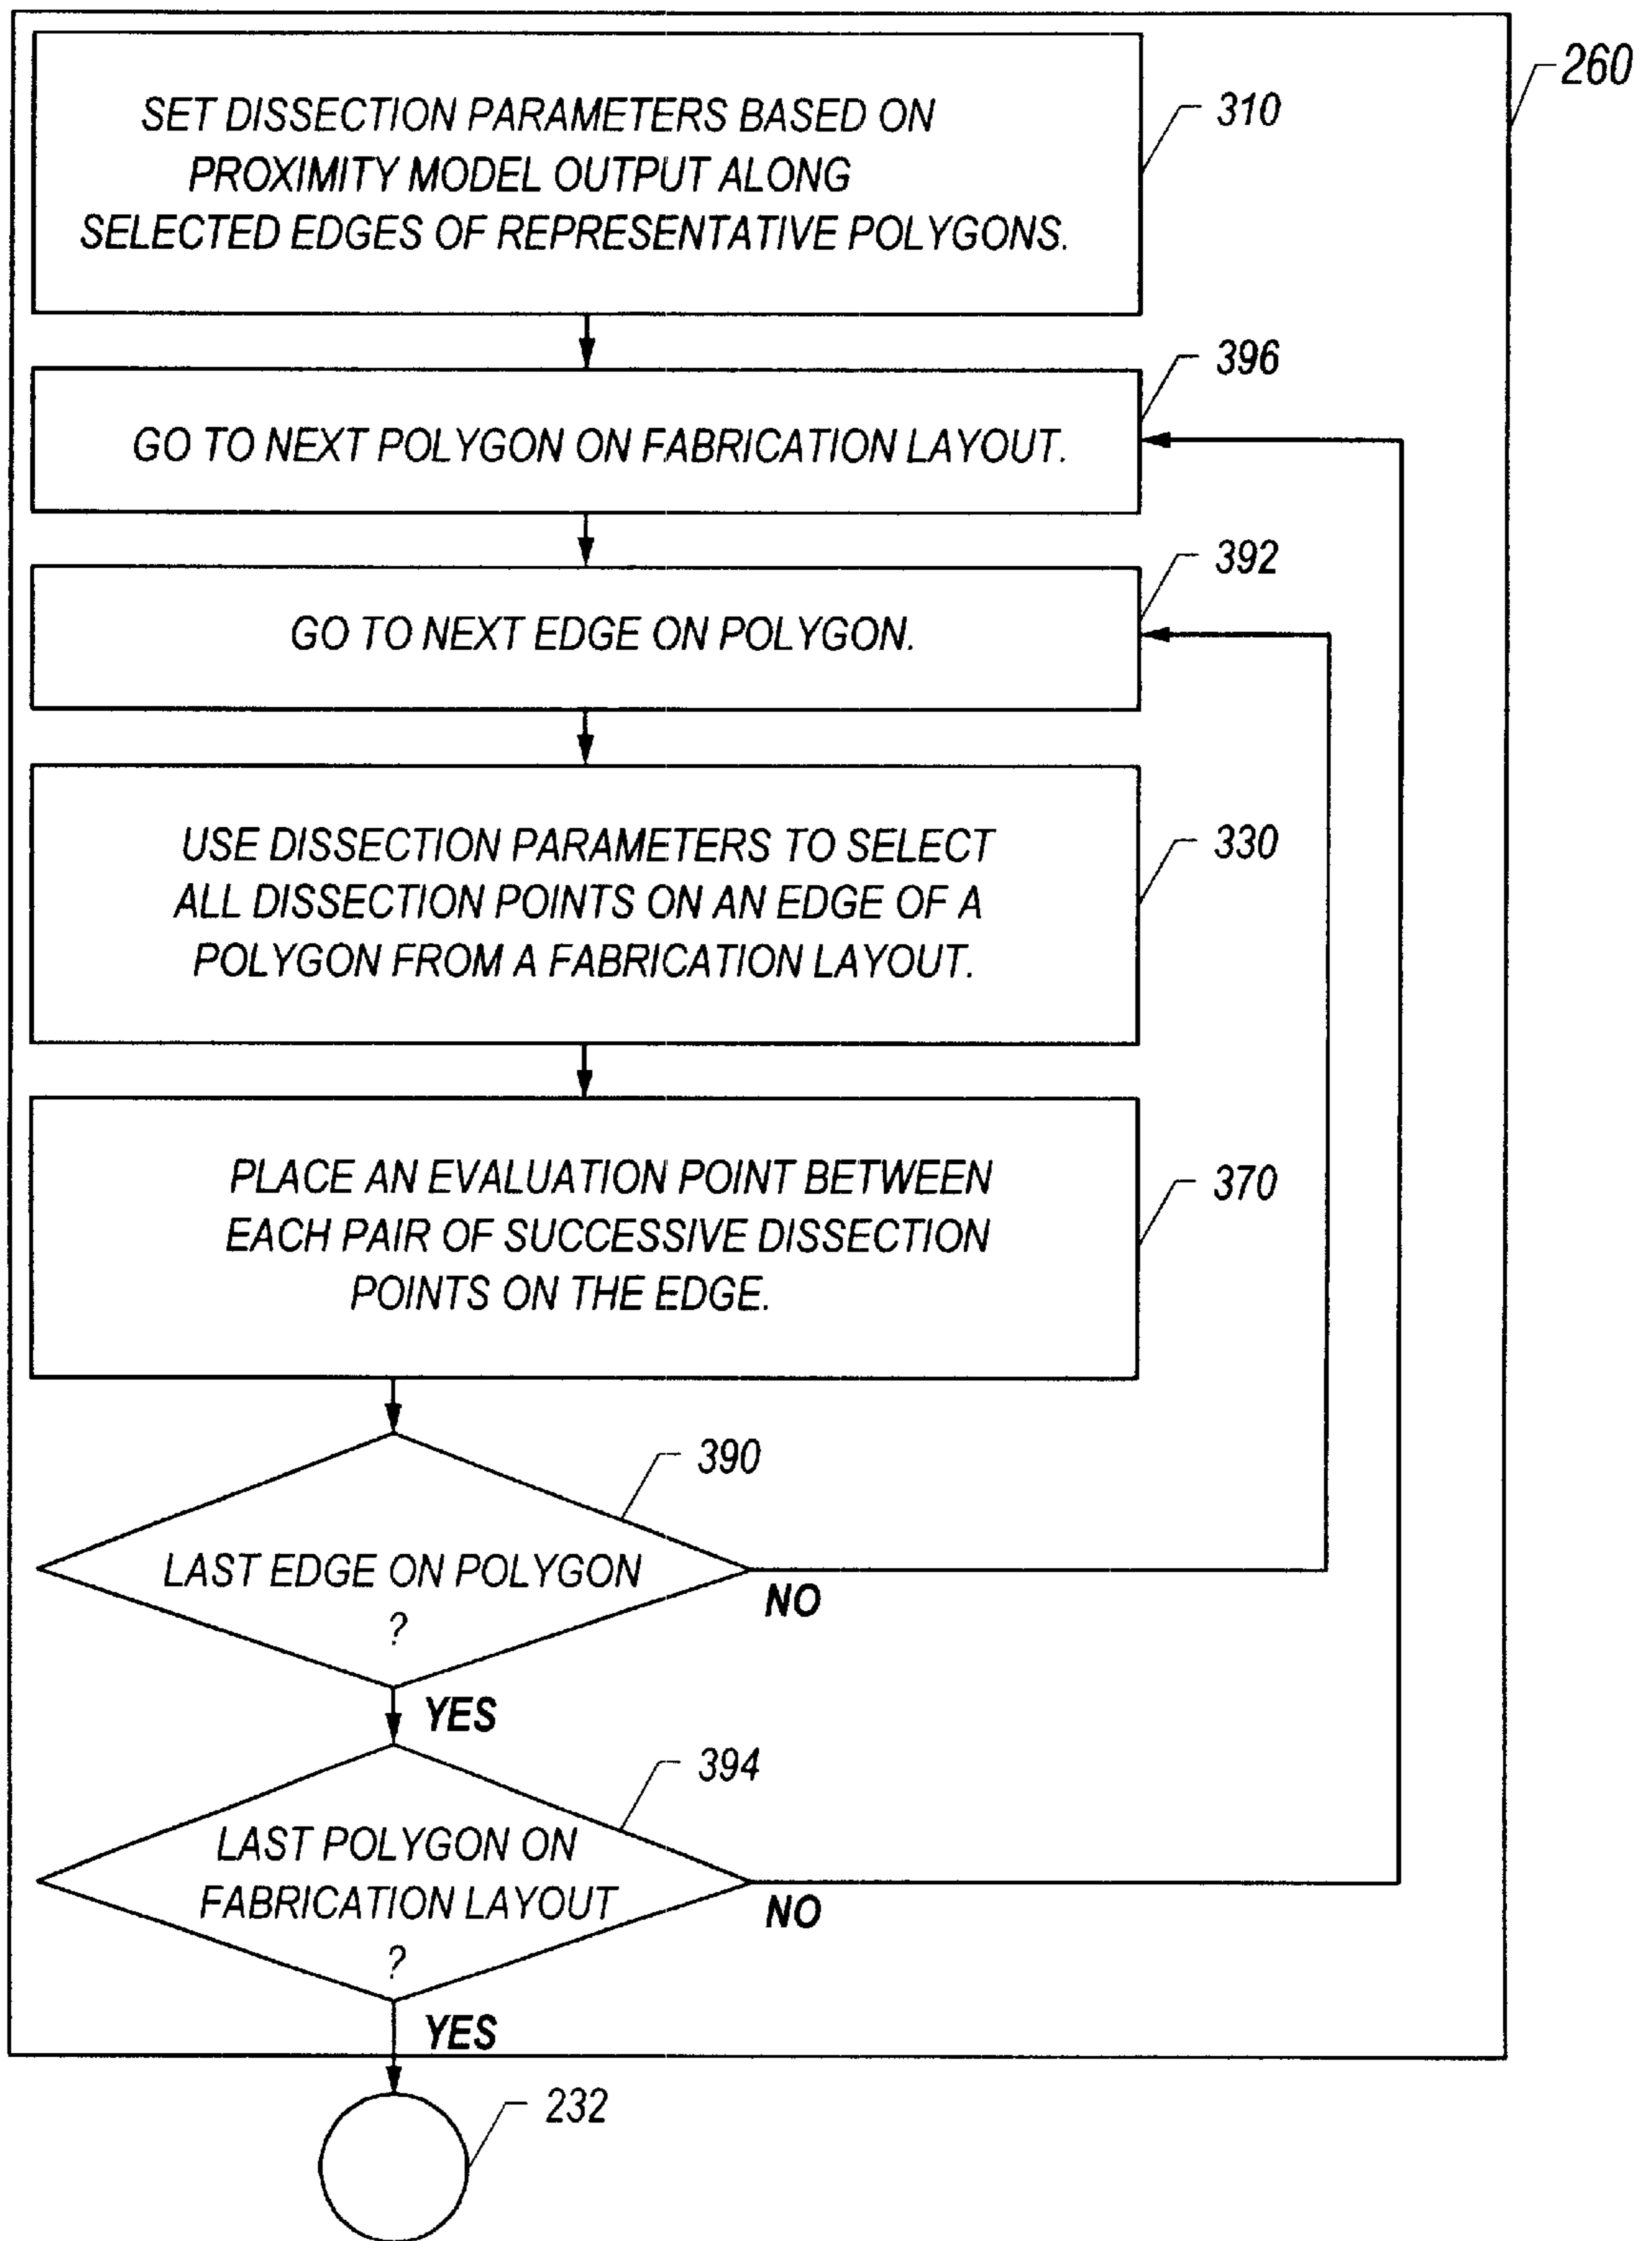 260
SET DISSECTION PARAMETERS BASED ON
PROXIMITY MODEL OUTPUT ALONG
SELECTED EDGES OF REPRESENTATIVE POLYGONS.
310
396
GO TO NEXT POLYGON ON FABRICATION LAYOUT.
392
GO TO NEXT EDGE ON POLYGON.
USE DISSECTION PARAMETERS TO SELECT
ALL DISSECTION POINTS ON AN EDGE OF A
POLYGON FROM A FABRICATION LAYOUT.
330
PLACE AN EVALUATION POINT BETWEEN
EACH PAIR OF SUCCESSIVE DISSECTION
POINTS ON THE EDGE.
370
390
LAST EDGE ON POLYGON
?
NO
YES
394
LAST POLYGON ON
FABRICATION LAYOUT
?
NO
YES
232